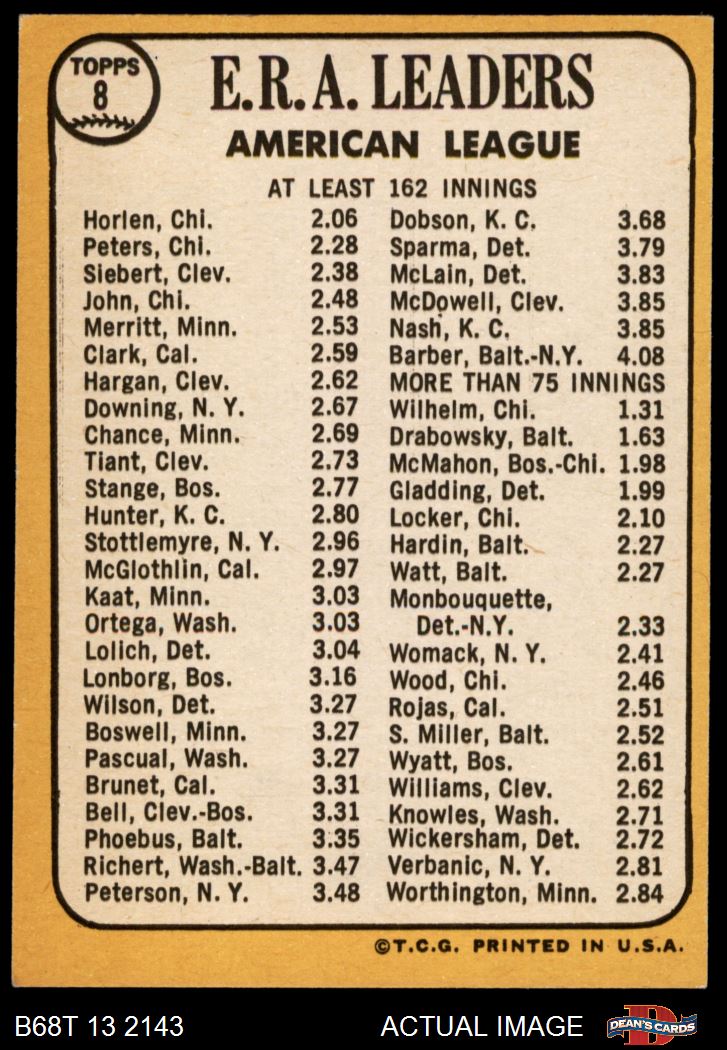 TOPPS
8
E.R.A. LEADERS
AMERICAN LEAGUE
AT LEAST 162 INNINGS
Horlen, Chi. 2.06
Peters, Chi. 2.28
Siebert, Clev. 2.38
John, Chi. 2.48
Merritt, Minn. 2.53
Clark, Cal. 2.59
Hargan, Clev. 2.62
Downing, N. Y. 2.67
Chance, Minn. 2.69
Tiant, Clev. 2.73
Stange, Bos. 2.77
Hunter, K. C. 2.80
Stottlemyre, N. Y. 2.96
McGlothlin, Cal. 2.97
Kaat, Minn. 3.03
Ortega, Wash. 3.03
Lolich, Det. 3.04
Lonborg, Bos. 3.16
Wilson, Det. 3.27
Boswell, Minn. 3.27
Pascual, Wash. 3.27
Brunet, Cal. 3.31
Bell, Clev.-Bos. 3.31
Phoebus, Balt. 3.35
Richert, Wash.-Balt. 3.47
Peterson, N. Y. 3.48
Dobson, K. C. 3.68
Sparma, Det. 3.79
McLain, Det. 3.83
McDowell, Clev. 3.85
Nash, K. C. 3.85
Barber, Balt.-N.Y. 4.08
MORE THAN 75 INNINGS
Wilhelm, Chi. 1.31
Drabowsky, Balt. 1.63
McMahon, Bos.-Chi. 1.98
Gladding, Det. 1.99
Locker, Chi. 2.10
Hardin, Balt. 2.27
Watt, Balt. 2.27
Monbouquette,
Det.-N.Y. 2.33
Womack, N. Y. 2.41
Wood, Chi. 2.46
Rojas, Cal. 2.51
S. Miller, Balt. 2.52
Wyatt, Bos. 2.61
Williams, Clev. 2.62
Knowles, Wash. 2.71
Wickersham, Det. 2.72
Verbanic, N. Y. 2.81
Worthington, Minn. 2.84
©T.C.G. PRINTED IN U.S.A.
B68T 13 2143
ACTUAL IMAGE
D
DEAN'S CARDS